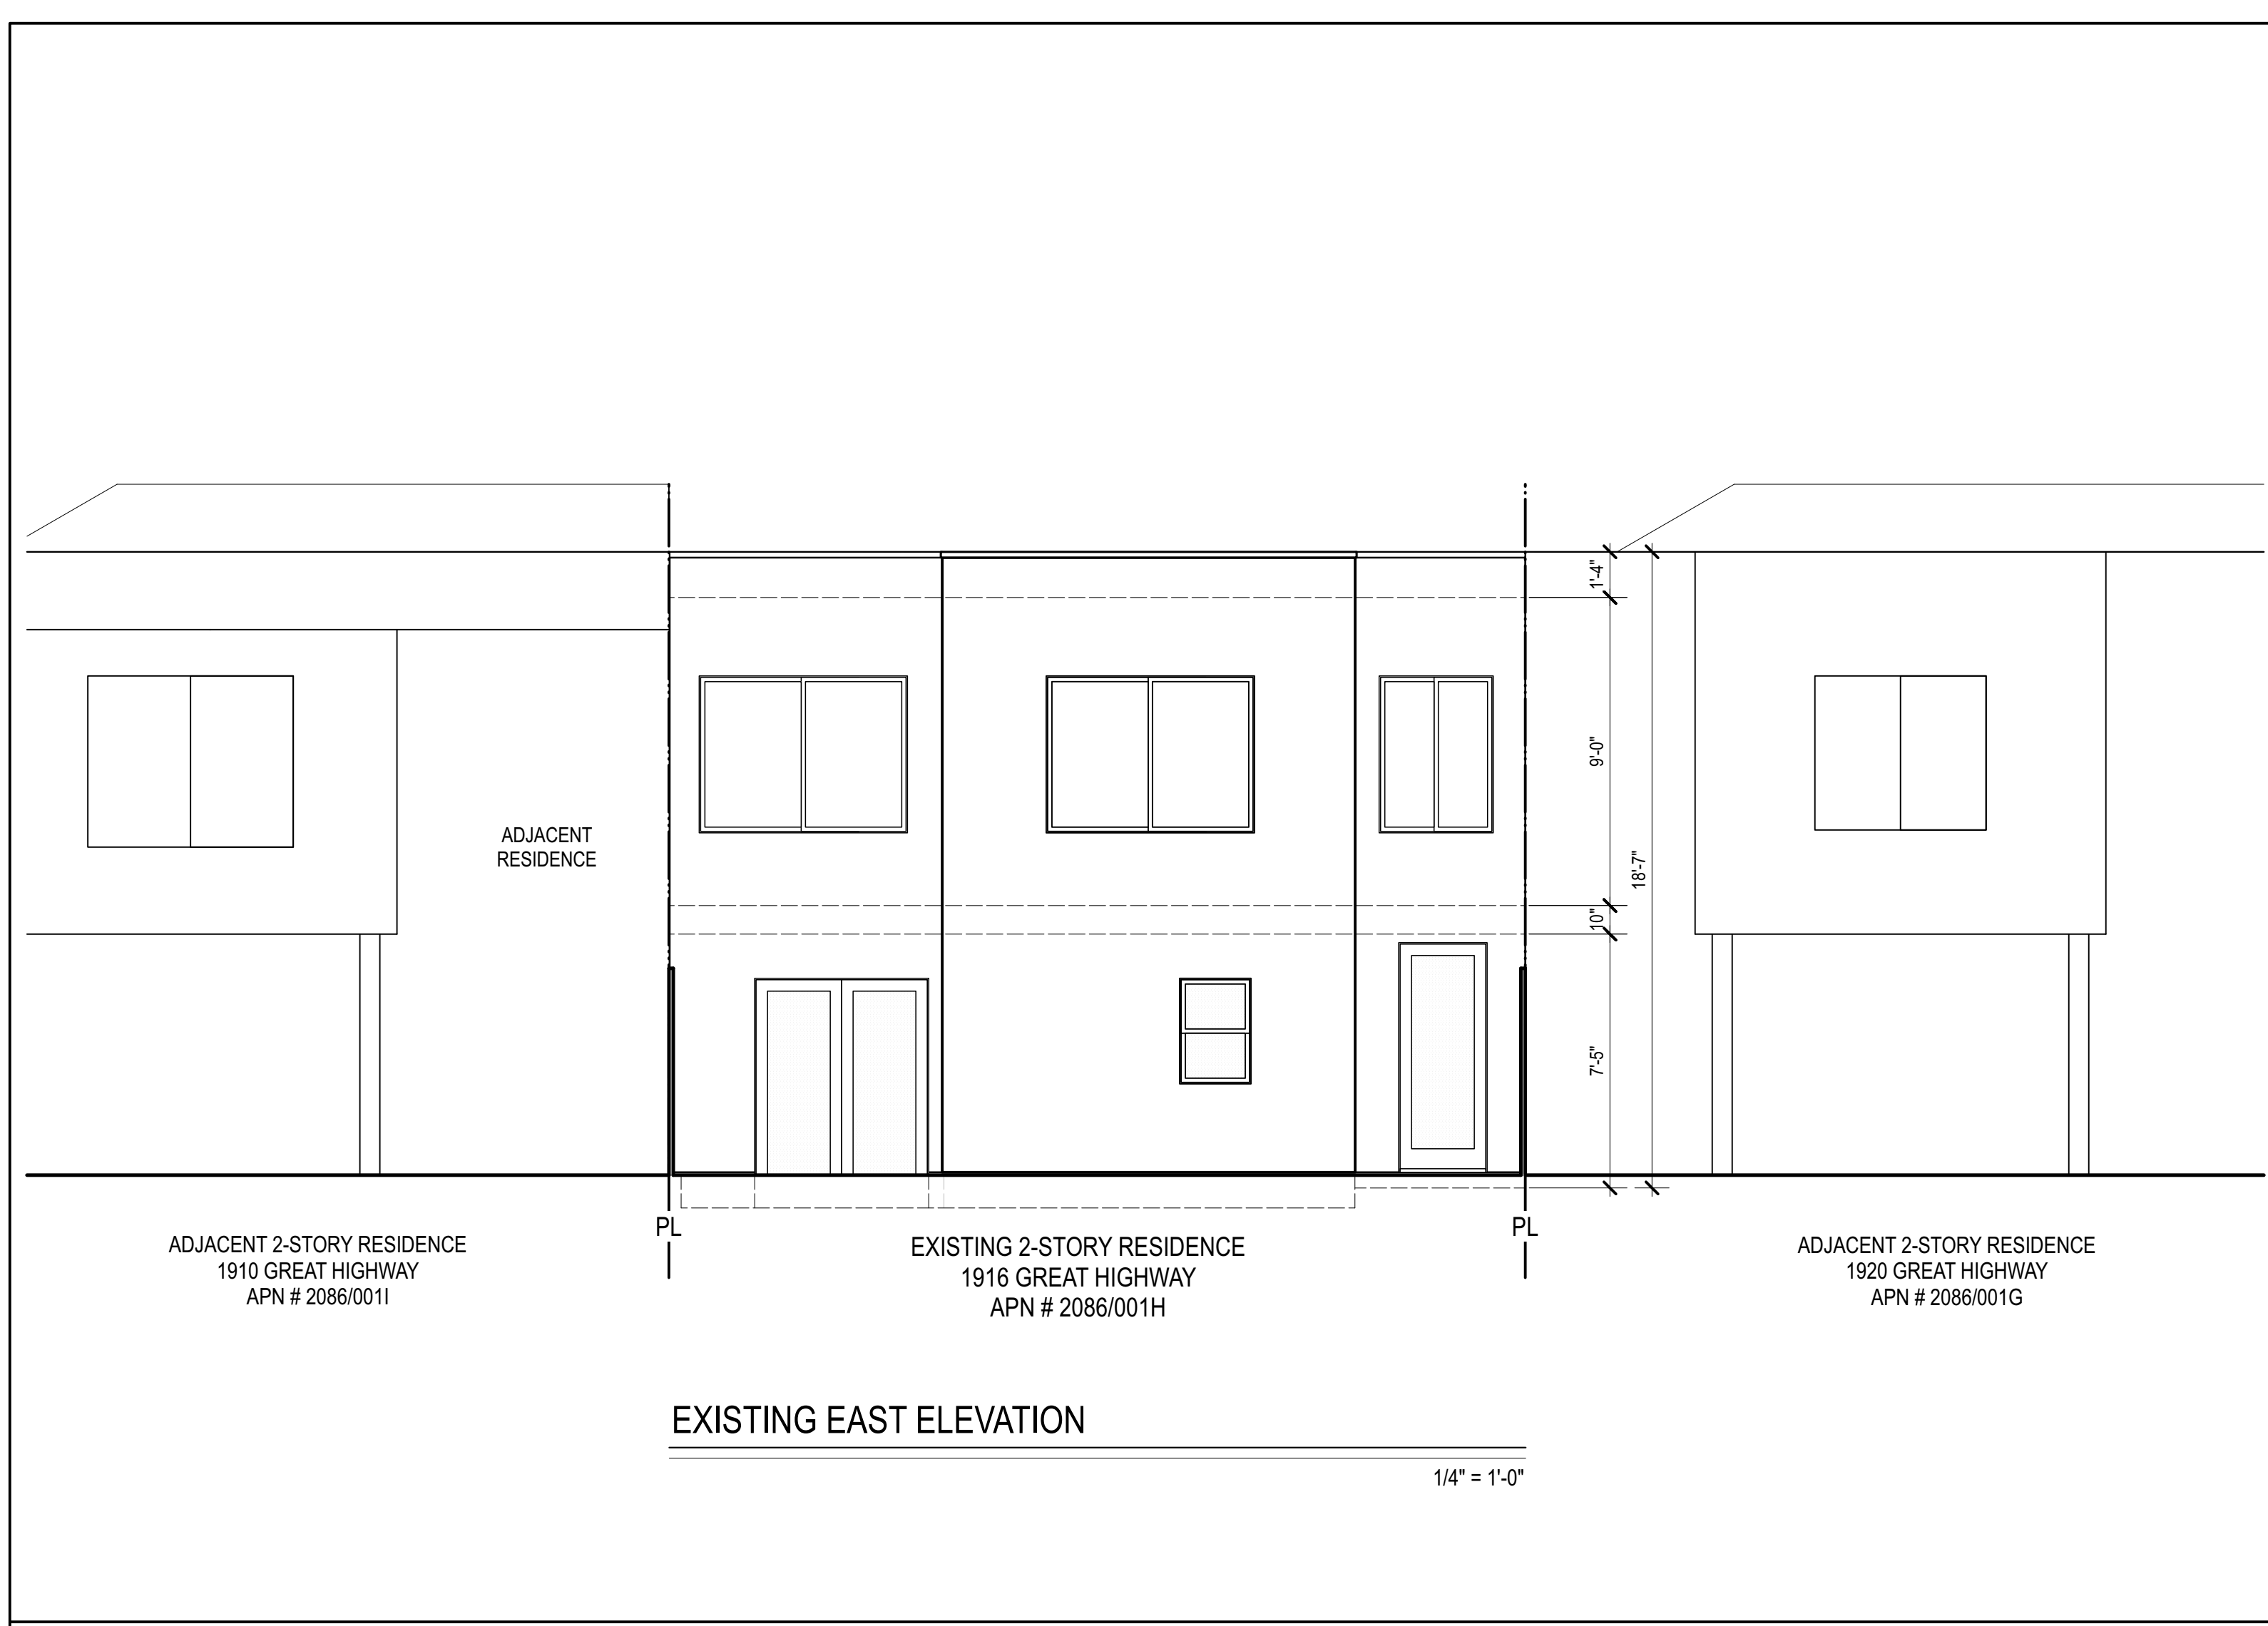 1'-4"
9'-0"
ADJACENT
RESIDENCE
18'-7"
10"
7'-5"
PL
PL
ADJACENT 2-STORY RESIDENCE
1910 GREAT HIGHWAY
APN # 2086/001I
EXISTING 2-STORY RESIDENCE
1916 GREAT HIGHWAY
APN # 2086/001H
ADJACENT 2-STORY RESIDENCE
1920 GREAT HIGHWAY
APN # 2086/001G
EXISTING EAST ELEVATION
1/4" = 1'-0"